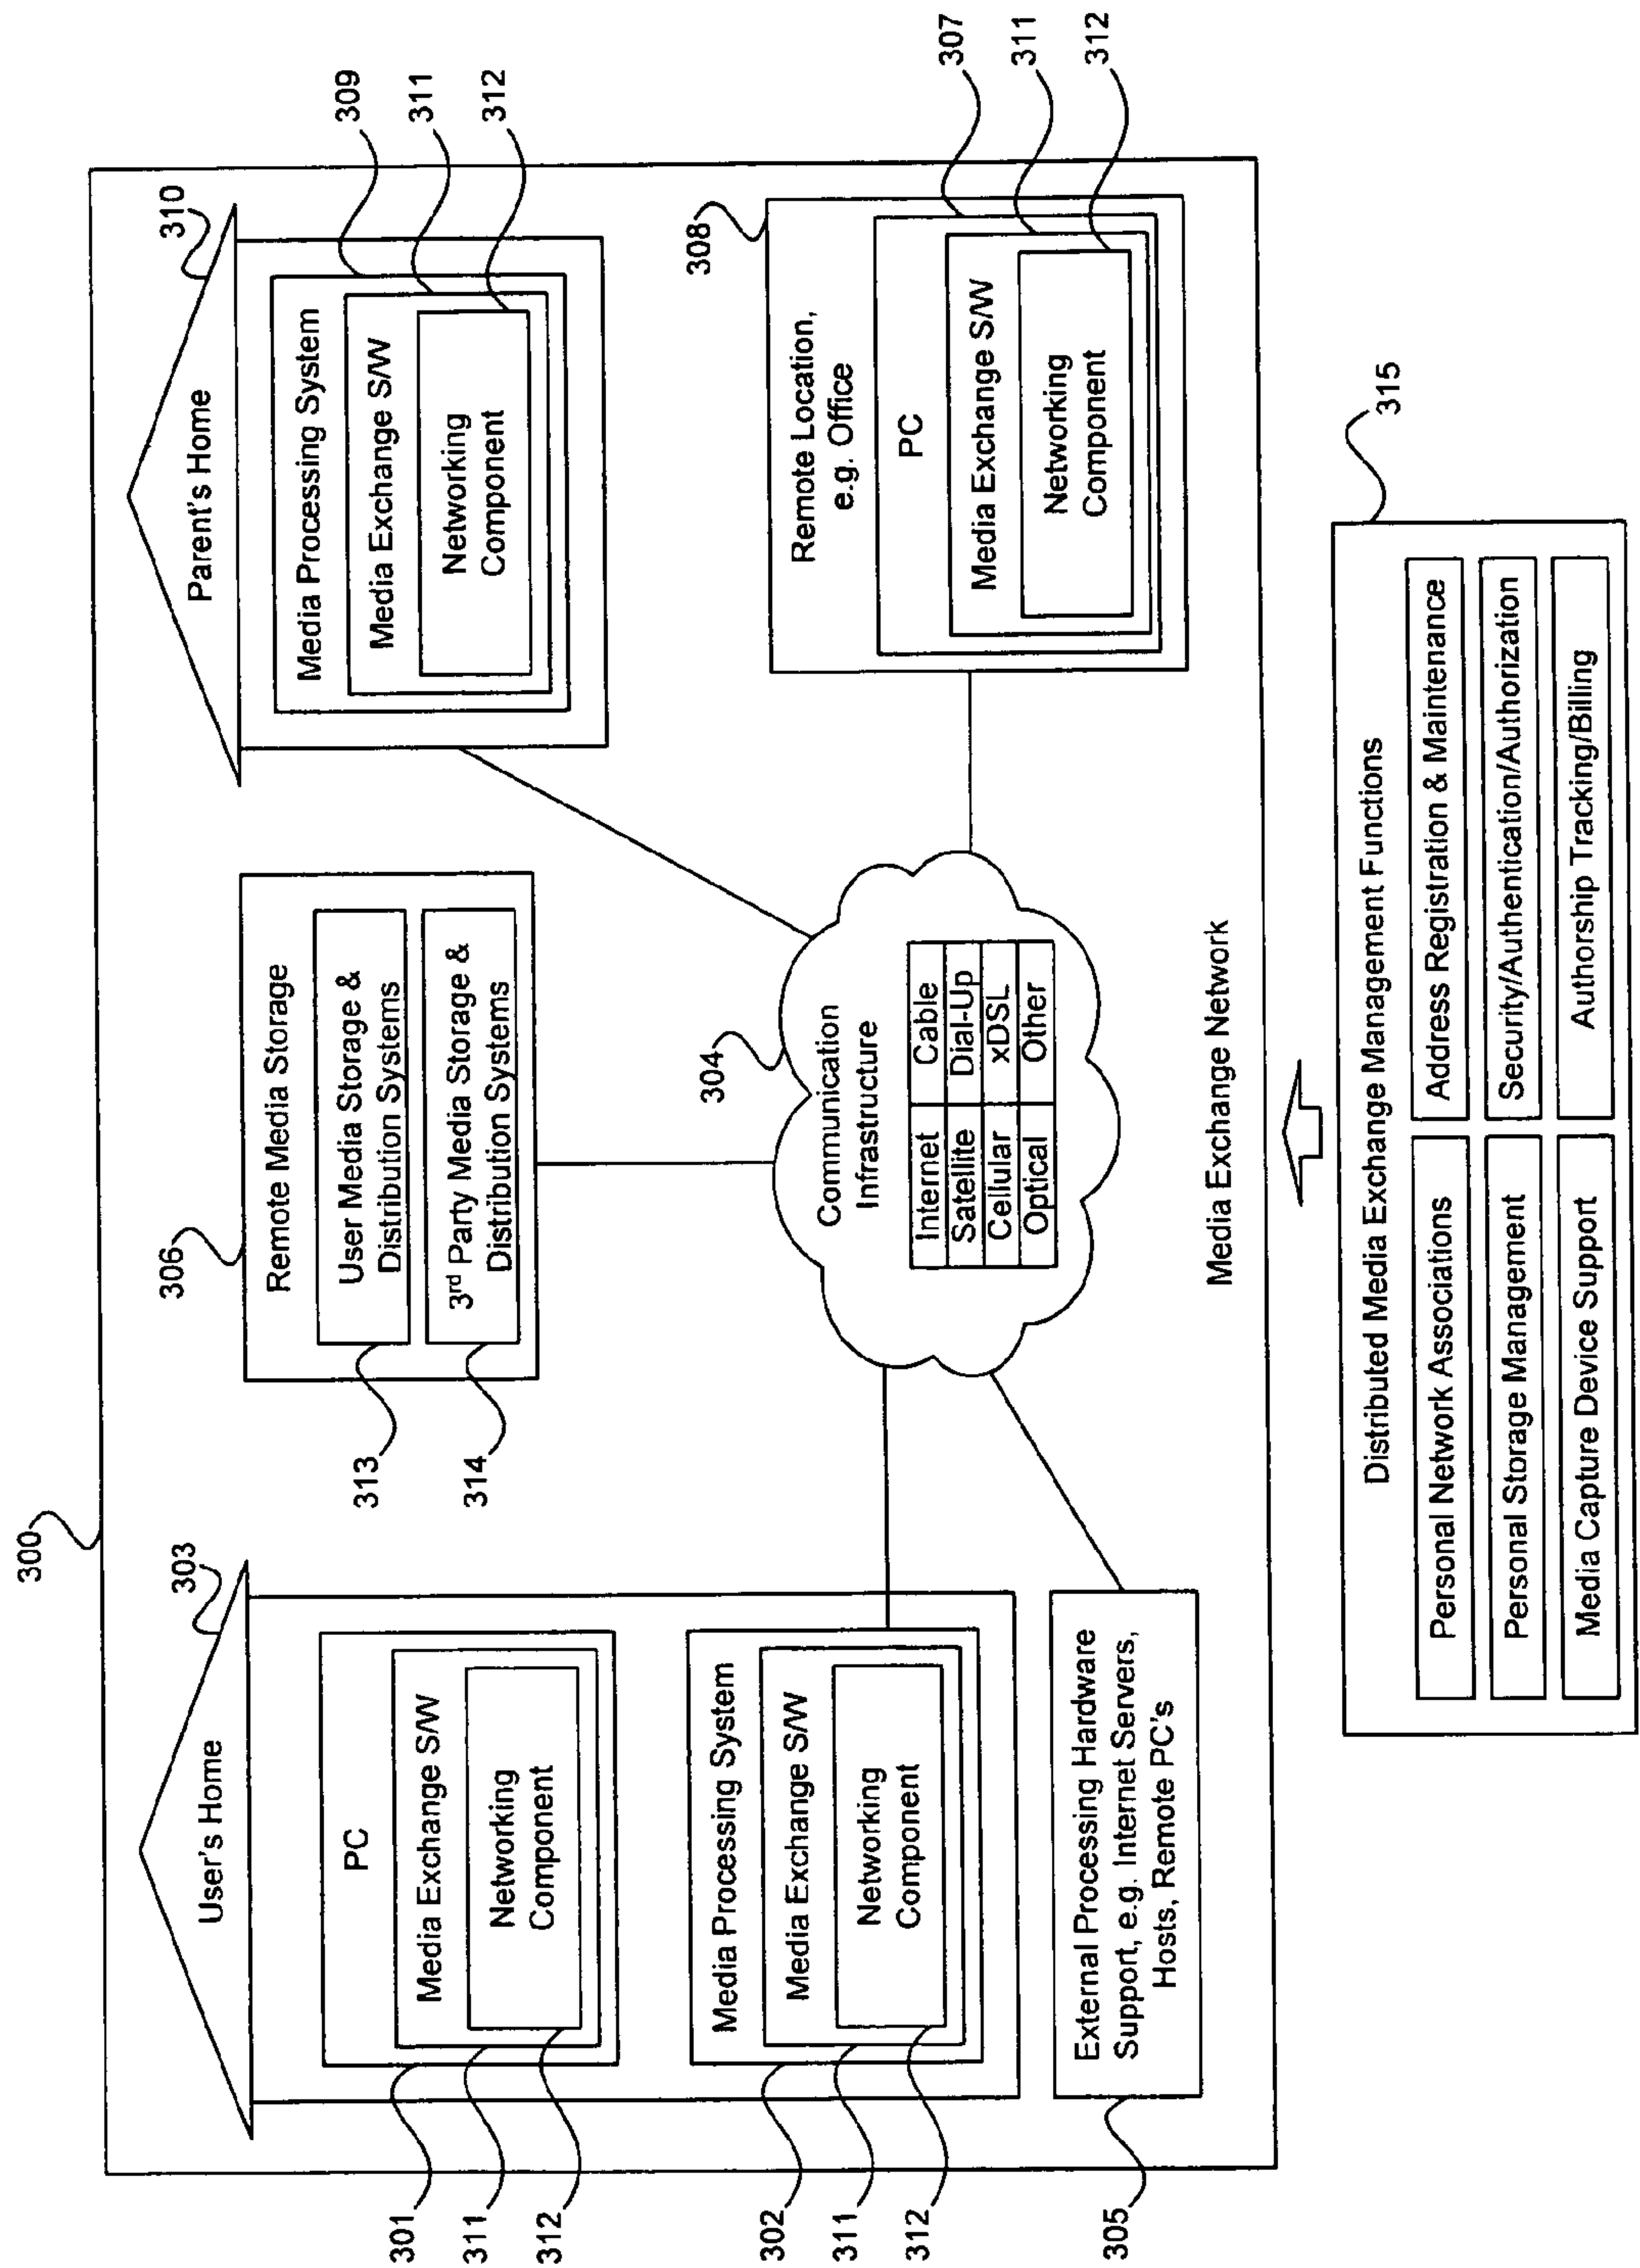 300
303
User's Home
PC
Media Exchange S/W
Networking
Component
301
311
312
Media Processing System
Media Exchange S/W
Networking
Component
302
311
312
External Processing Hardware
Support, e.g. Internet Servers,
Hosts, Remote PC's
305
306
Remote Media Storage
User Media Storage &
Distribution Systems
3rd Party Media Storage &
Distribution Systems
313
314
304
Communication
Infrastructure
Internet Cable
Satellite Dial-Up
Cellular xDSL
Optical Other
310
Parent's Home
Media Processing System
Media Exchange S/W
Networking
Component
309
311
312
308
Remote Location,
e.g. Office
PC
Media Exchange S/W
Networking
Component
307
311
312
Media Exchange Network
315
Distributed Media Exchange Management Functions
Personal Network Associations
Address Registration & Maintenance
Personal Storage Management
Security/Authentication/Authorization
Media Capture Device Support
Authorship Tracking/Billing